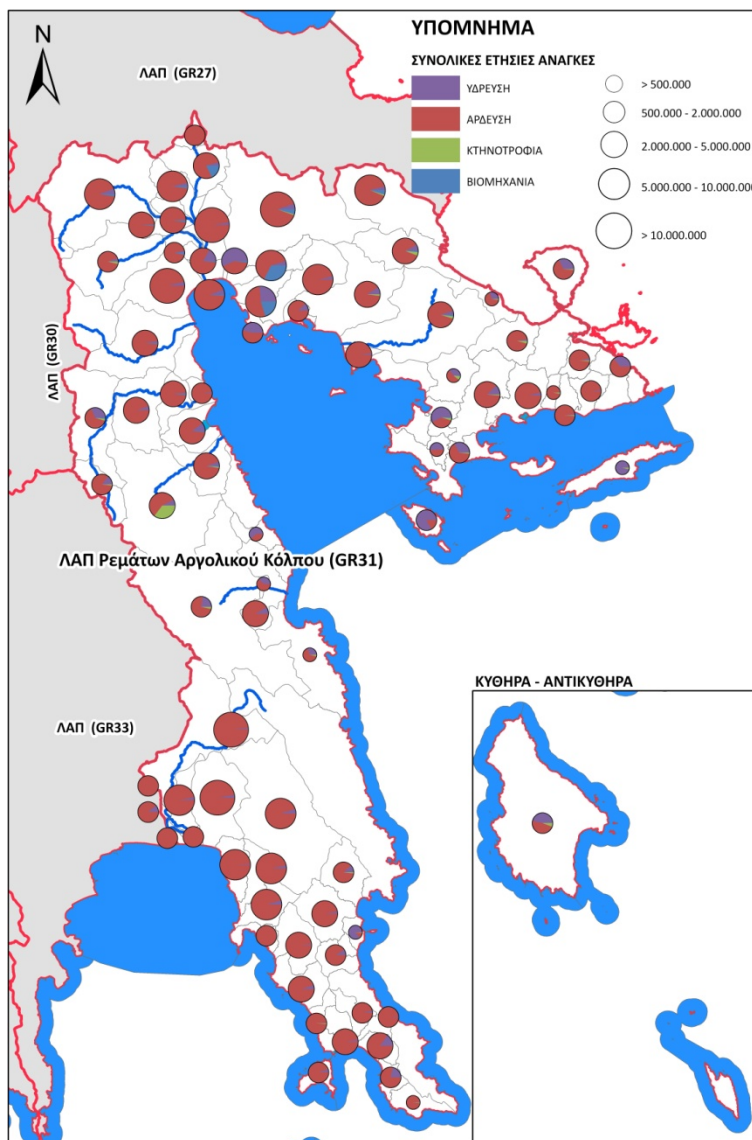 ΥΠΟΜΝΗΜΑ
ΣΥΝΟΛΙΚΕΣ ΕΤΗΣΙΕΣ ΑΝΑΓΚΕΣ
ΥΔΡΕΥΣΗ
ΑΡΔΕΥΣΗ
ΚΤΗΝΟΤΡΟΦΙΑ
ΒΙΟΜΗΧΑΝΙΑ
> 500.000
500.000 - 2.000.000
2.000.000 - 5.000.000
5.000.000 - 10.000.000
> 10.000.000
N
ΛΑΠ (GR27)
ΛΑΠ (GR30)
ΛΑΠ Ρεμάτων Αργολικού Κόλπου (GR31)
ΛΑΠ (GR33)
ΚΥΘΗΡΑ - ΑΝΤΙΚΥΘΗΡΑ